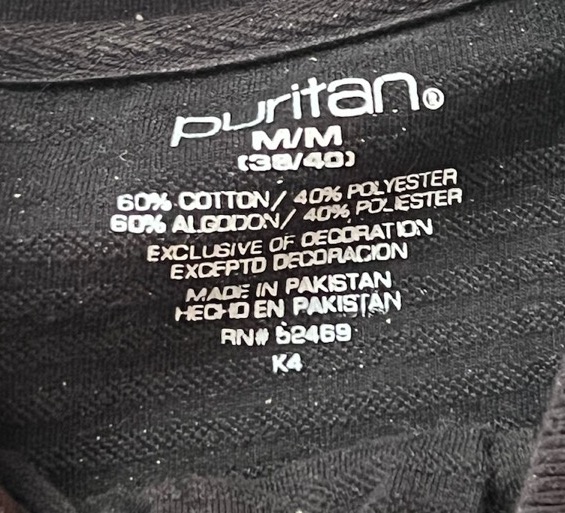 puritan®
M/M
(38/40)
60% COTTON/ 40% POLYESTER
60% ALGODON/ 40% POLIESTER
EXCLUSIVE OF DECORATION
EXCEPTO DECORACION
MADE IN PAKISTAN
HECHO EN PAKISTÁN
RN# 52469
K4